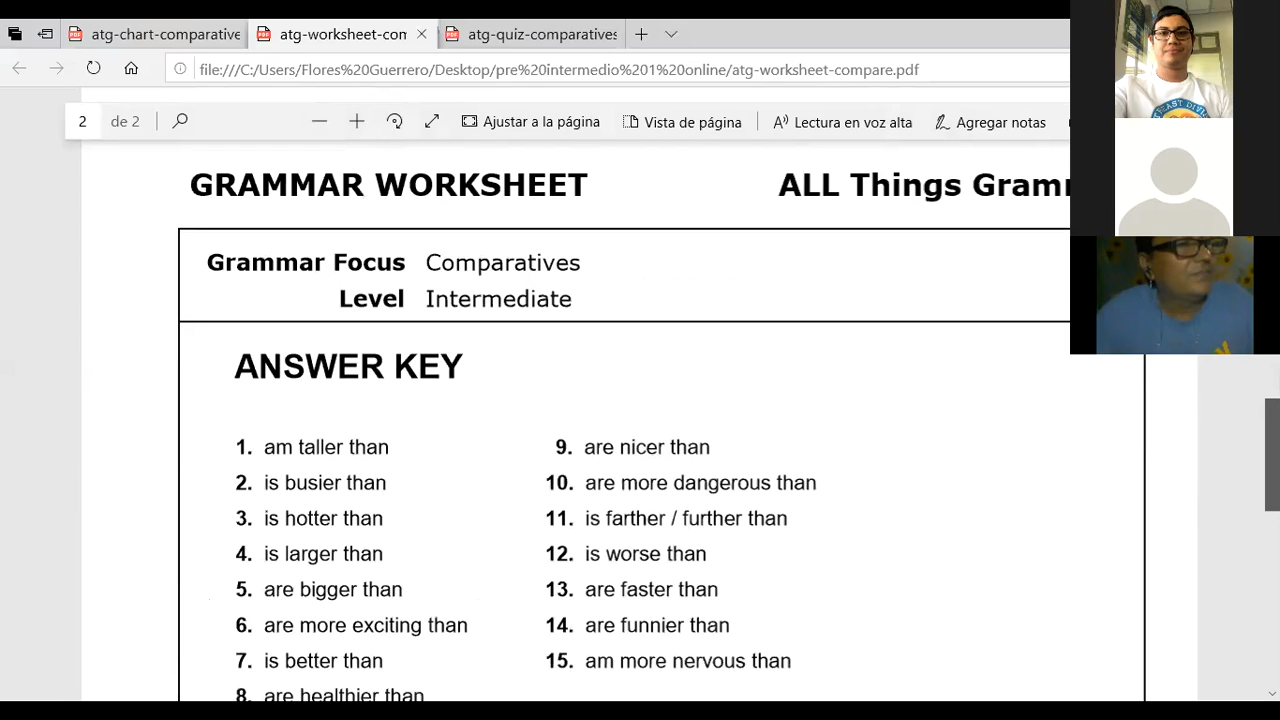 atg-chart-comparative
atg-worksheet-com
atg-quiz-comparatives
file:///C:/Users/Flores%20Guerrero/Desktop/pre%20intermedio%201%20online/atg-worksheet-compare.pdf
2 de 2
Ajustar a la página
Vista de página
Lectura en voz alta
Agregar notas
GRAMMAR WORKSHEET
ALL Things Gramm
Grammar Focus Comparatives
Level Intermediate
ANSWER KEY
1. am taller than
2. is busier than
3. is hotter than
4. is larger than
5. are bigger than
6. are more exciting than
7. is better than
8. are healthier than
9. are nicer than
10. are more dangerous than
11. is farther / further than
12. is worse than
13. are faster than
14. are funnier than
15. am more nervous than